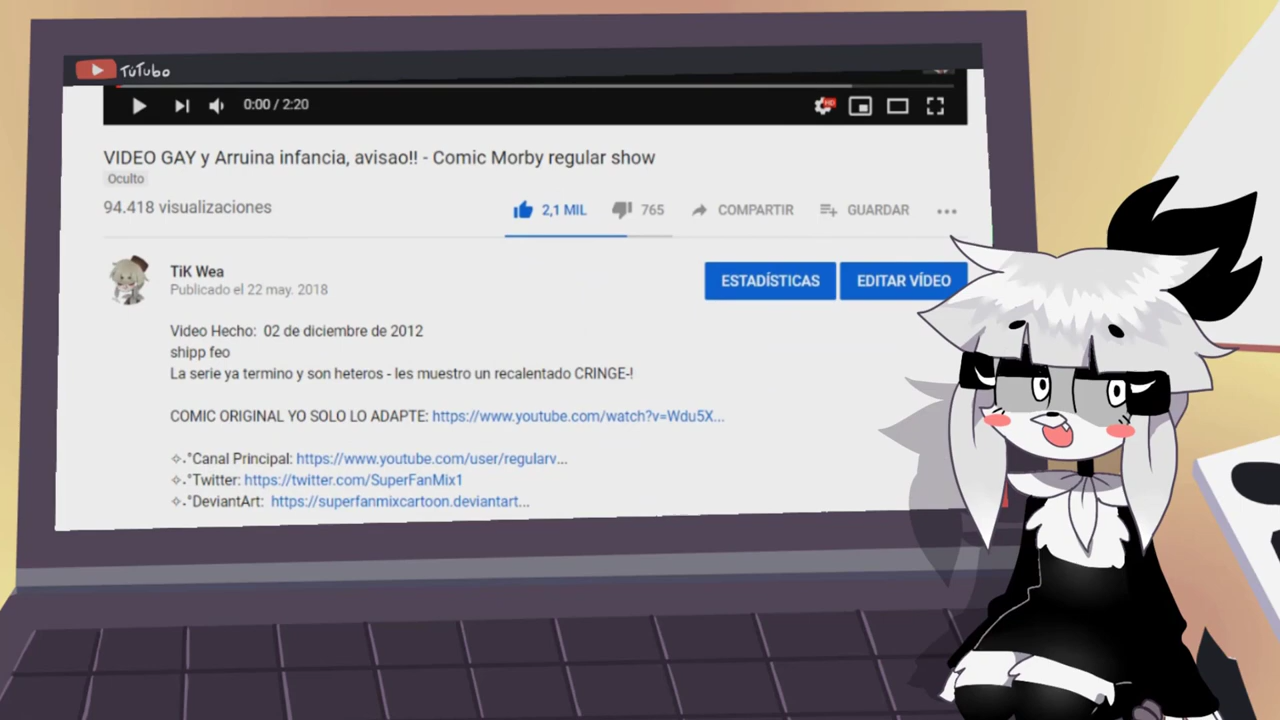 TuTubo
0:00 / 2:20
HD
VIDEO GAY y Arruina infancia, avisao!! - Comic Morby regular show
Oculto
94.418 visualizaciones
2,1 MIL 765 COMPARTIR GUARDAR
TiK Wea
Publicado el 22 may. 2018
ESTADÍSTICAS EDITAR VÍDEO
Video Hecho: 02 de diciembre de 2012
shipp feo
La serie ya termino y son heteros - les muestro un recalentado CRINGE-!
COMIC ORIGINAL YO SOLO LO ADAPTE: https://www.youtube.com/watch?v=Wdu5X...
✧˖°Canal Principal: https://www.youtube.com/user/regularv...
✧˖°Twitter: https://twitter.com/SuperFanMix1
✧˖°DeviantArt: https://superfanmixcartoon.deviantart...